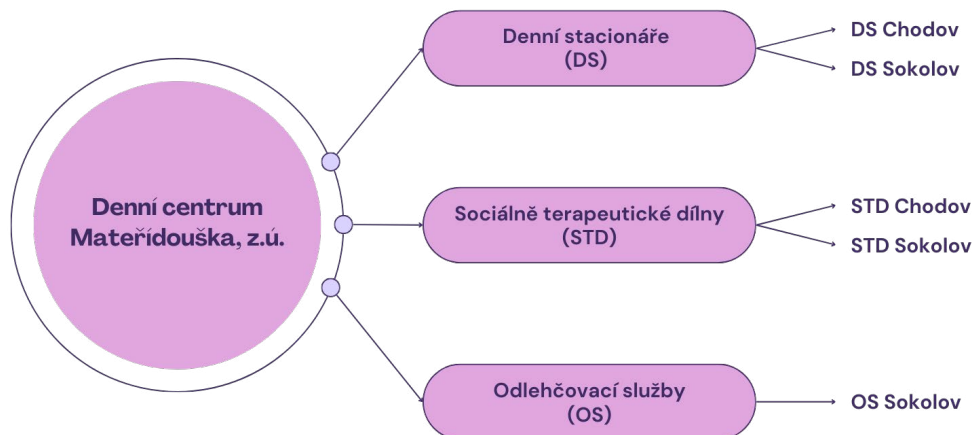 Denní centrum
Mateřídouška, z.ú.
Denní stacionáře
(DS)
DS Chodov
DS Sokolov
Sociálně terapeutické dílny
(STD)
STD Chodov
STD Sokolov
Odlehčovací služby
(OS)
OS Sokolov